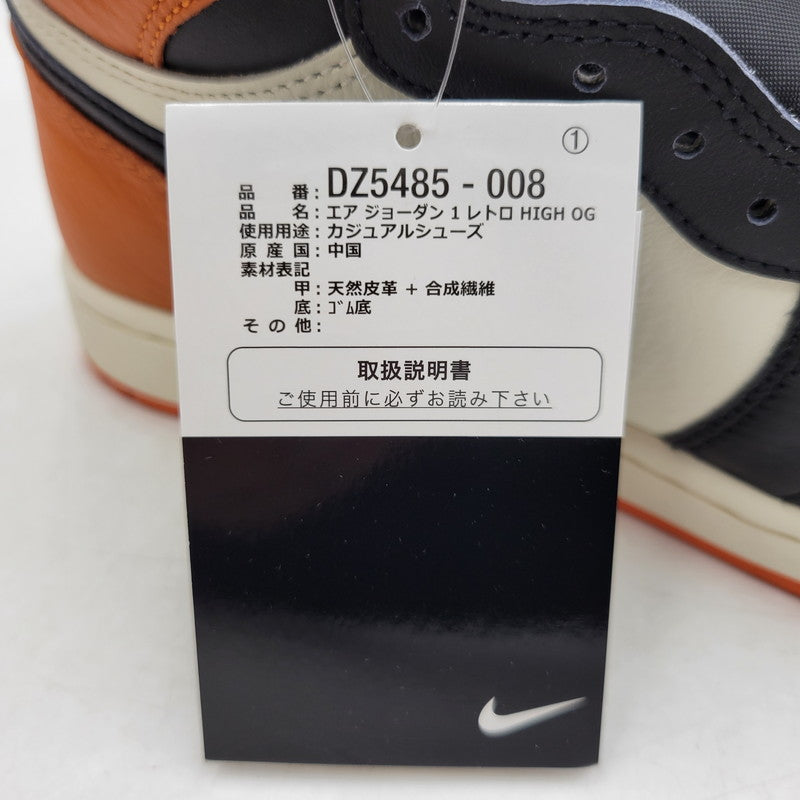 ①
品番：DZ5485 - 008
品名：エア ジョーダン 1 レトロ HIGH OG
使用用途：カジュアルシューズ
原産国：中国
素材表記
甲：天然皮革 + 合成繊維
底：ｺﾞﾑ底
その他：
取扱説明書
ご使用前に必ずお読み下さい